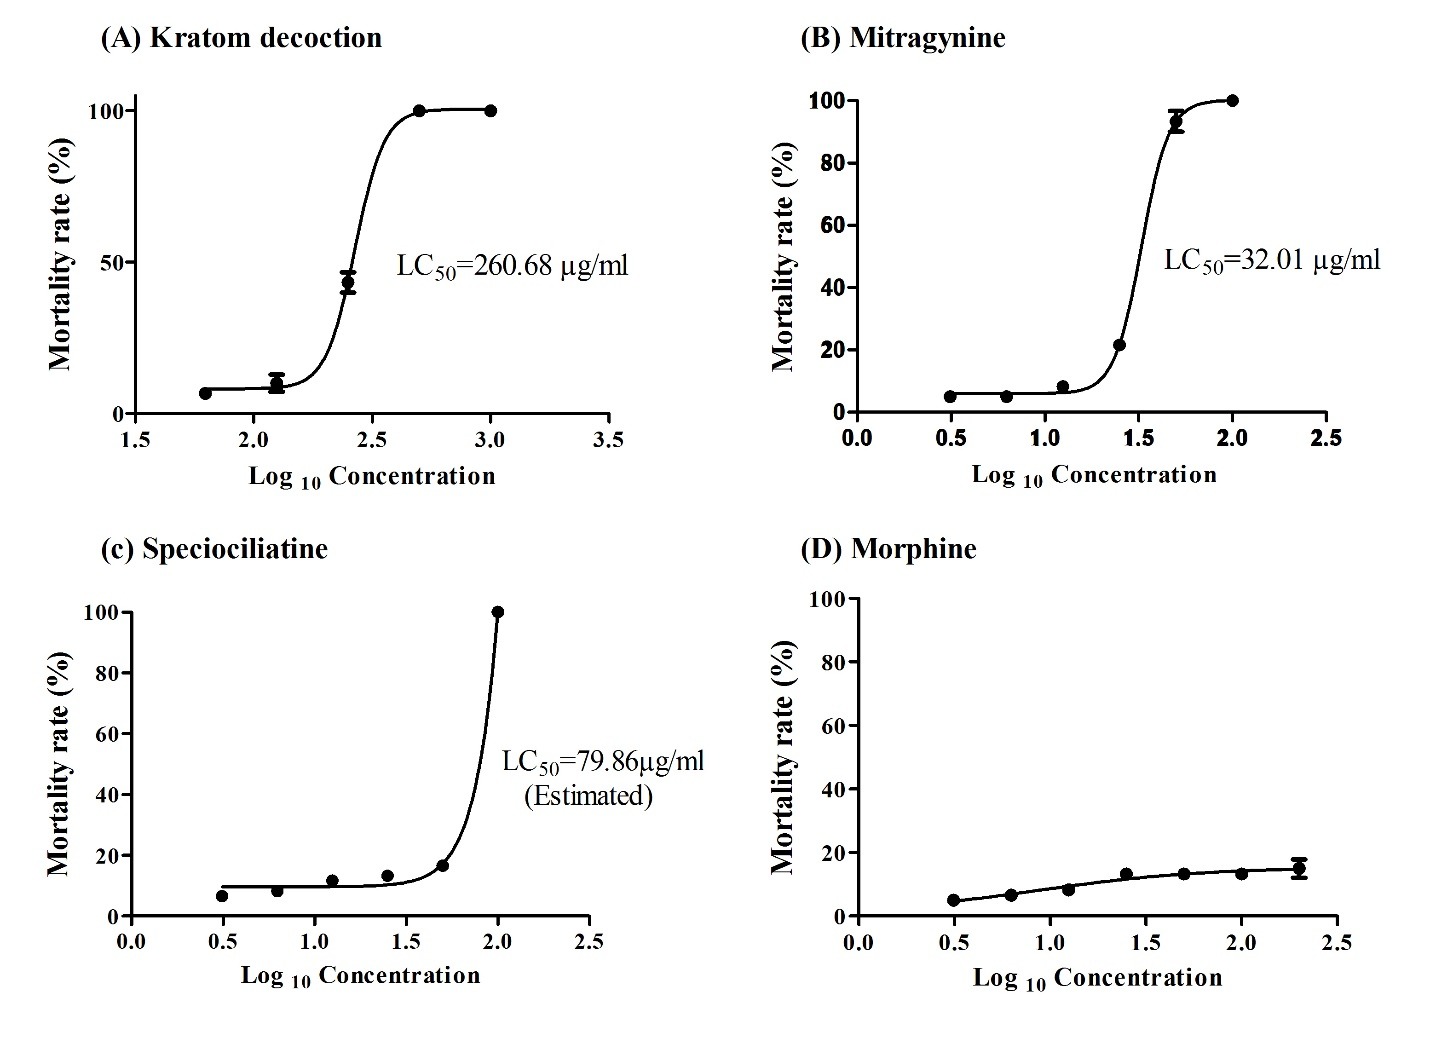 (A) Kratom decoction
100
50
0
1.5 2.0 2.5 3.0 3.5
Mortality rate (%)
Log 10 Concentration
LC50=260.68 µg/ml
(B) Mitragynine
100
80
60
40
20
0
0.0 0.5 1.0 1.5 2.0 2.5
Mortality rate (%)
Log 10 Concentration
LC50=32.01 µg/ml
(c) Speciociliatine
100
80
60
40
20
0
0.0 0.5 1.0 1.5 2.0 2.5
Mortality rate (%)
Log 10 Concentration
LC50=79.86µg/ml
(Estimated)
(D) Morphine
100
80
60
40
20
0
0.0 0.5 1.0 1.5 2.0 2.5
Mortality rate (%)
Log 10 Concentration